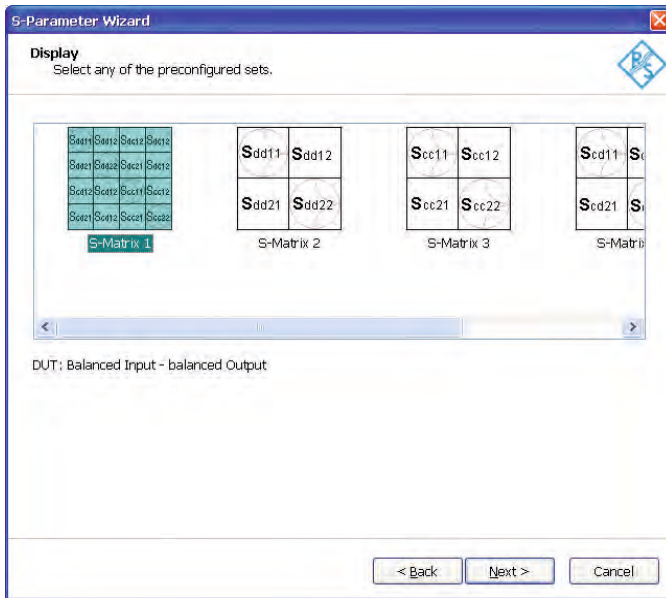 S-Parameter Wizard
Display
Select any of the preconfigured sets.
R S
Sdd11 Sdd12
Sdd21 Sdd22
S-Matrix 1
S-Matrix 2
Scc11 Scc12
Scc21 Scc22
S-Matrix 3
Scd11
Scd21
DUT: Balanced Input - balanced Output
< Back Next > Cancel